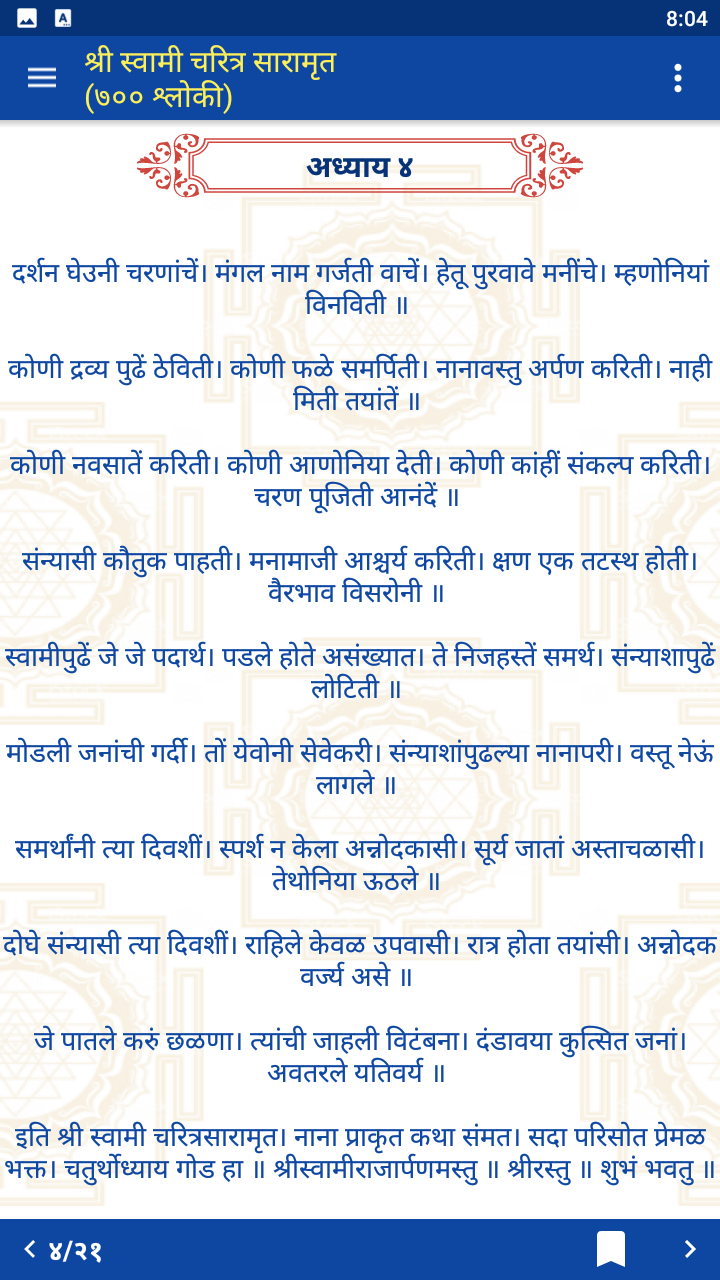 8:04
श्री स्वामी चरित्र सारामृत
(७०० श्लोकी)
अध्याय ४
दर्शन घेउनी चरणांचें। मंगल नाम गर्जती वाचें। हेतू पुरवावे मनींचे। म्हणोनियां
विनविती ॥
कोणी द्रव्य पुढें ठेविती। कोणी फळे समर्पिती। नानावस्तु अर्पण करिती। नाही
मिती तयांतें ॥
कोणी नवसातें करिती। कोणी आणोनिया देती। कोणी कांहीं संकल्प करिती।
चरण पूजिती आनंदें ॥
संन्यासी कौतुक पाहती। मनामाजी आश्चर्य करिती। क्षण एक तटस्थ होती।
वैरभाव विसरोनी ॥
स्वामीपुढें जे जे पदार्थ। पडले होते असंख्यात। ते निजहस्तें समर्थ। संन्याशापुढें
लोटिती ॥
मोडली जनांची गर्दी। तों येवोनी सेवेकरी। संन्याशांपुढल्या नानापरी। वस्तू नेऊं
लागले ॥
समर्थांनी त्या दिवशीं। स्पर्श न केला अन्नोदकासी। सूर्य जातां अस्ताचळासी।
तेथोनिया ऊठले ॥
दोघे संन्यासी त्या दिवशीं। राहिले केवळ उपवासी। रात्र होता तयांसी। अन्नोदक
वर्ज्य असे ॥
जे पातले करुं छळणा। त्यांची जाहली विटंबना। दंडावया कुत्सित जनां।
अवतरले यतिवर्य ॥
इति श्री स्वामी चरित्रसारामृत। नाना प्राकृत कथा संमत। सदा परिसोत प्रेमळ
भक्त। चतुर्थोध्याय गोड हा ॥ श्रीस्वामीराजार्पणमस्तु ॥ श्रीरस्तु ॥ शुभं भवतु ॥
४/२१